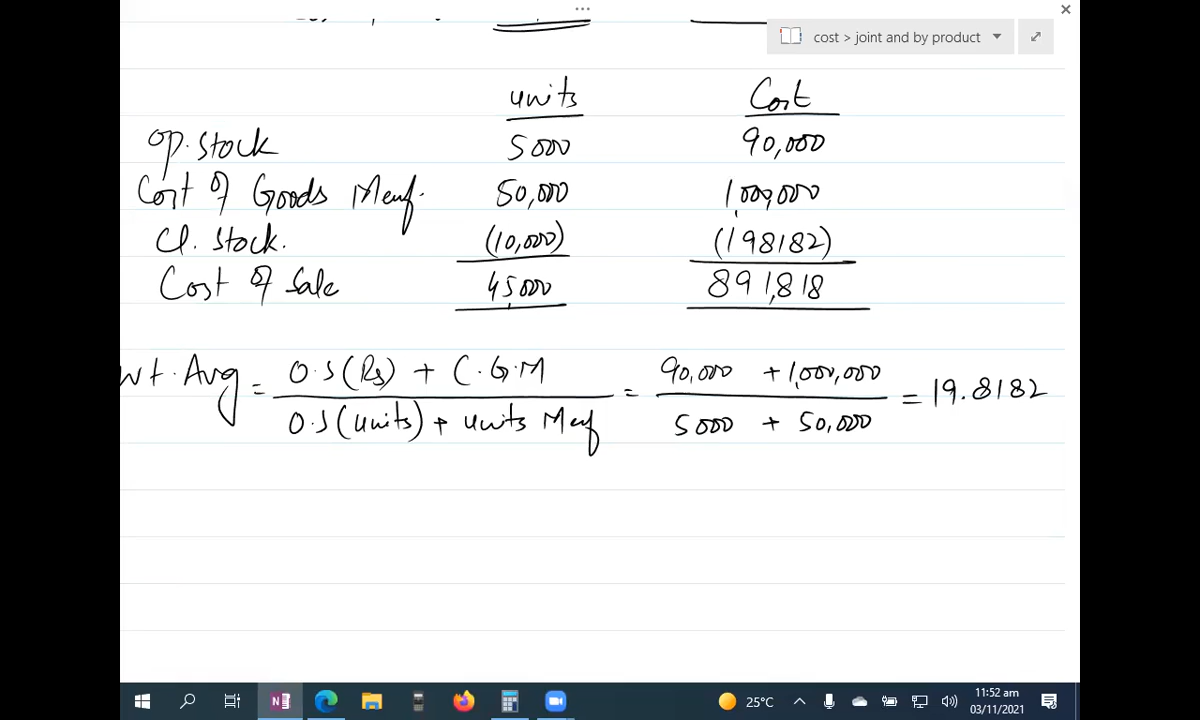 cost > joint and by product
units Cost
Op. Stock 5000 90,000
Cost of Goods Manf. 50,000 1,000,000
Cl. Stock. (10,000) (198182)
Cost of Sale 45,000 891,818
Wt. Avg = O.S (Rs) + C.G.M / O.S (units) + units Manf = 90,000 + 1,000,000 / 5000 + 50,000 = 19.8182
25°C 11:52 am
03/11/2021